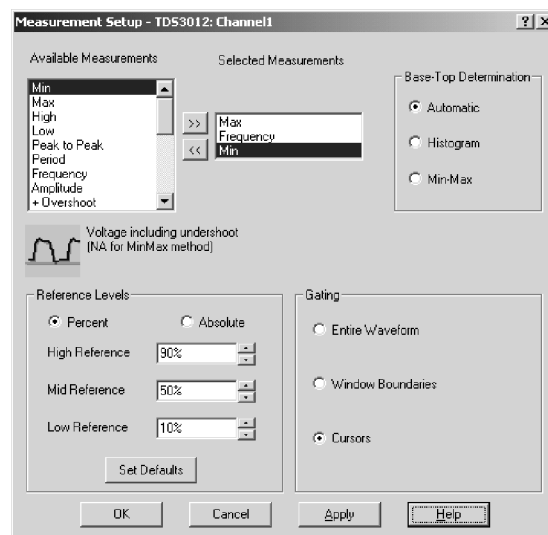 Measurement Setup - TDS3012: Channel1
Available Measurements
Selected Measurements
Min
Max
High
Low
Peak to Peak
Period
Frequency
Amplitude
+ Overshoot
>>
<<
Max
Frequency
Min
Base-Top Determination
Automatic
Histogram
Min-Max
Voltage including undershoot
(NA for MinMax method)
Reference Levels
Percent
Absolute
High Reference
90%
Mid Reference
50%
Low Reference
10%
Set Defaults
Gating
Entire Waveform
Window Boundaries
Cursors
OK
Cancel
Apply
Help